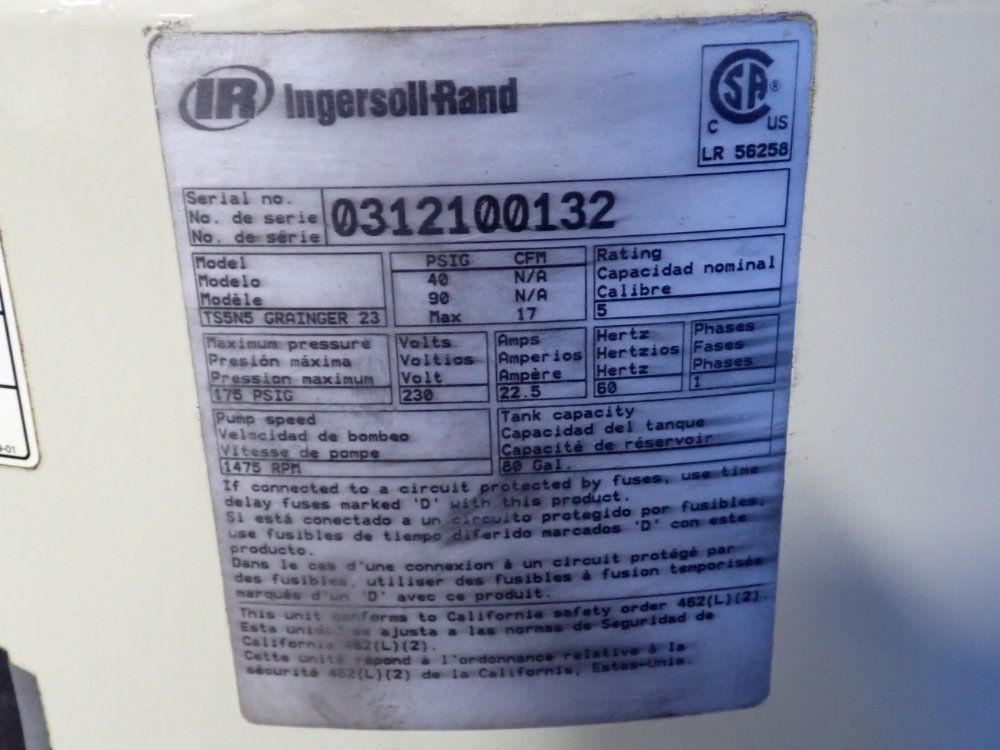 IR Ingersoll-Rand
CSA ®
C US
LR 56258
Serial no.
No. de serie
No. de série
0312100132
Model
Modelo
Modèle
TS5N5 GRAINGER 23
PSIG CFM
40 N/A
90 N/A
Max 17
Rating
Capacidad nominal
Calibre
5
Maximum pressure
Presión máxima
Pression maximum
175 PSIG
Volts
Voltios
Volt
230
Amps
Amperios
Ampère
22.5
Hertz
Hertzios
Hertz
60
Phases
Fases
Phases
1
Pump speed
Velocidad de bombeo
Vitesse de pompe
1475 RPM
Tank capacity
Capacidad del tanque
Capacité de réservoir
80 Gal.
If connected to a circuit protected by fuses, use time
delay fuses marked 'D' with this product.
Si está conectado a un circuito protegido por fusibles,
use fusibles de tiempo diferido marcados 'D' con este
producto.
Dans le cas d'une connexion à un circuit protégé par
des fusibles, utiliser des fusibles à fusion temporisée
marqués d'un 'D' avec ce produit.
This unit conforms to California safety order 462(L)(2).
Esta unidad se ajusta a las normas de Seguridad de
California 462(L)(2).
Cette unité répond à l'ordonnance relative à la
sécurité 462(L)(2) de la Californie, Estas-Unis